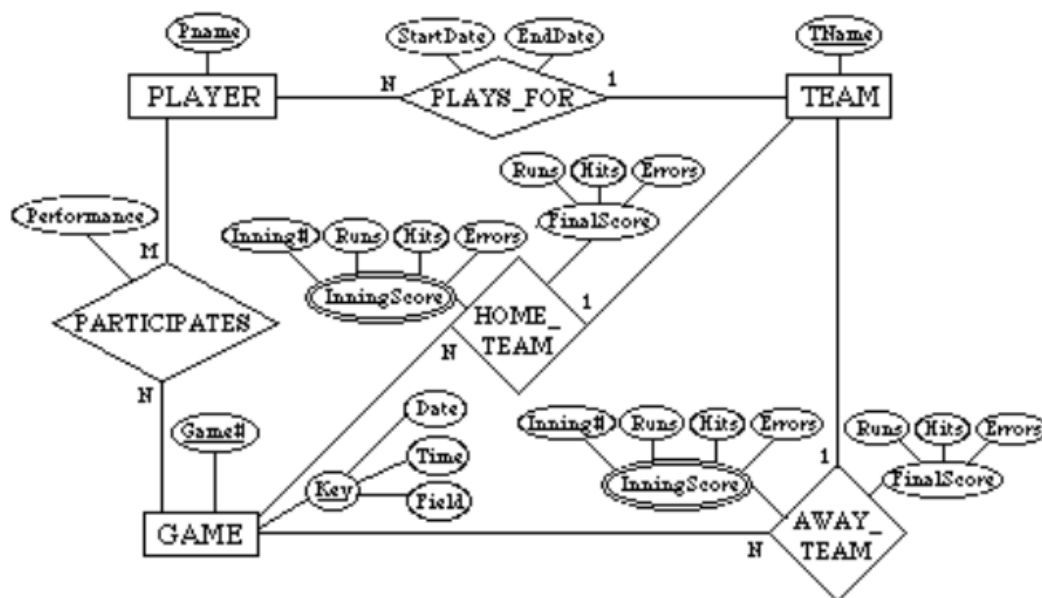 Pname
StartDate
EndDate
TName
PLAYER
N
PLAYS_FOR
1
TEAM
Runs
Hits
Errors
Performance
FinalScore
Inning#
Runs
Hits
Errors
M
InningScore
1
PARTICIPATES
HOME_
TEAM
N
N
Date
Game#
Inning#
Runs
Hits
Errors
Runs
Hits
Errors
Time
1
Key
InningScore
FinalScore
Field
GAME
N
AWAY_
TEAM